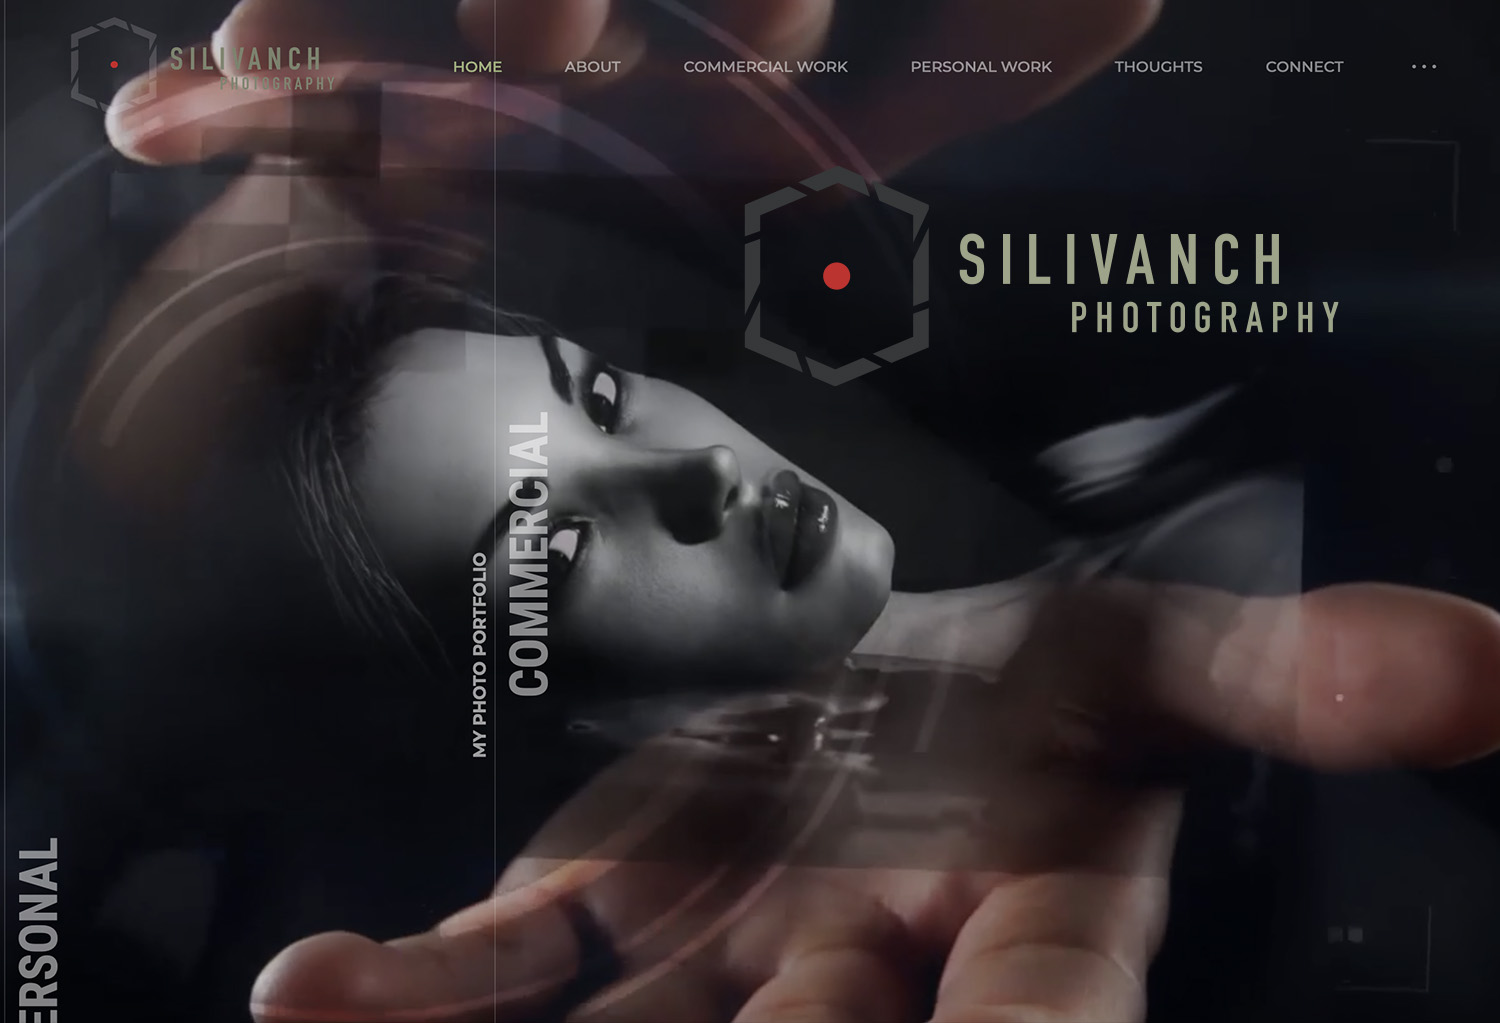 SILIVANCH
PHOTOGRAPHY
HOME
ABOUT
COMMERCIAL WORK
PERSONAL WORK
THOUGHTS
CONNECT
SILIVANCH
PHOTOGRAPHY
MY PHOTO PORTFOLIO
COMMERCIAL
ERSONAL